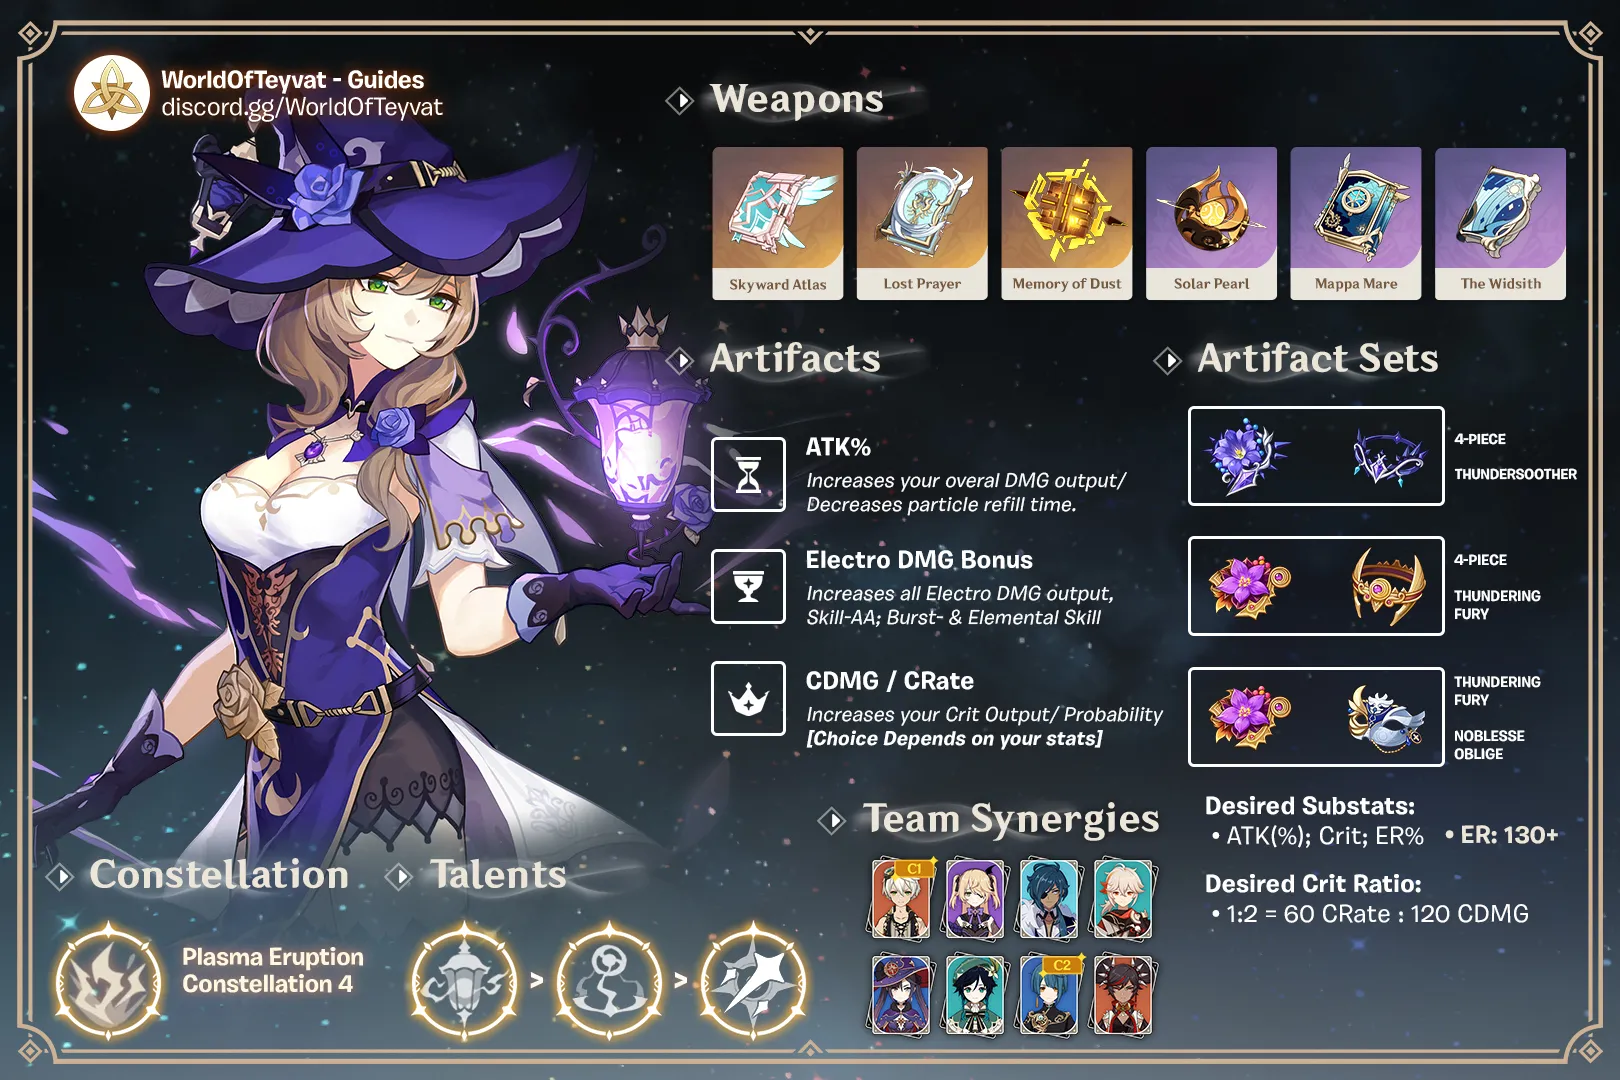 WorldOfTeyvat - Guides
discord.gg/WorldOfTeyvat
Weapons
Skyward Atlas
Lost Prayer
Memory of Dust
Solar Pearl
Mappa Mare
The Widsith
Artifacts
ATK%
Increases your overal DMG output/
Decreases particle refill time.
Electro DMG Bonus
Increases all Electro DMG output,
Skill-AA; Burst- & Elemental Skill
CDMG / CRate
Increases your Crit Output/ Probability
[Choice Depends on your stats]
Artifact Sets
4-PIECE
THUNDERSOOTHER
4-PIECE
THUNDERING
FURY
THUNDERING
FURY
NOBLESSE
OBLIGE
Desired Substats:
• ATK(%); Crit; ER% • ER: 130+
Desired Crit Ratio:
• 1:2 = 60 CRate : 120 CDMG
Team Synergies
C1
C2
Constellation
Plasma Eruption
Constellation 4
Talents
> >